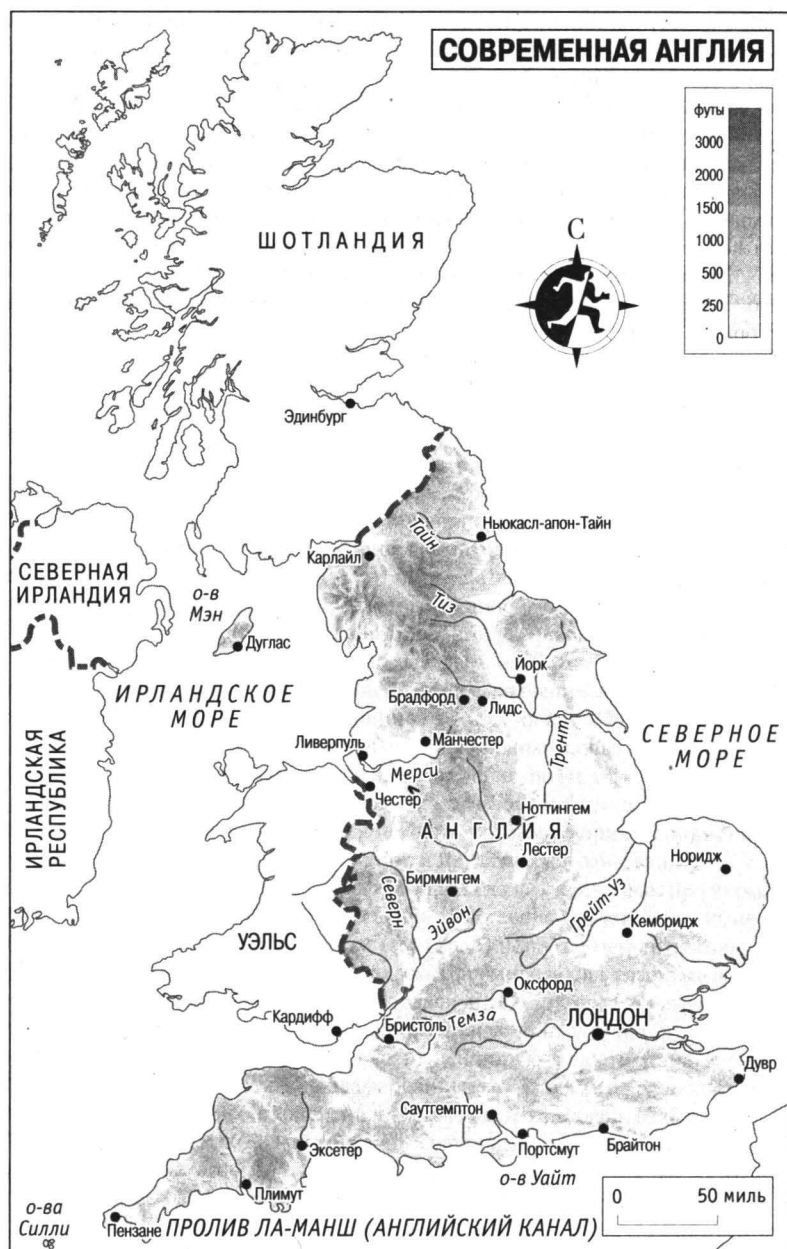 СОВРЕМЕННАЯ АНГЛИЯ
футы
3000
2000
1500
1000
500
250
0
С
ШОТЛАНДИЯ
Эдинбург
Тайн
Ньюкасл-апон-Тайн
Карлайл
СЕВЕРНАЯ
ИРЛАНДИЯ
о-в
Мэн
Тиз
Дуглас
Йорк
ИРЛАНДСКОЕ
МОРЕ
Брадфорд
Лидс
Трент
СЕВЕРНОЕ
МОРЕ
Ливерпуль
Манчестер
Мерси
ИРЛАНДСКАЯ
РЕСПУБЛИКА
Честер
Ноттингем
АНГЛИЯ
Лестер
Норидж
Бирмингем
Северн
Эйвон
Грейт-Уз
Кембридж
УЭЛЬС
Оксфорд
Кардифф
Бристоль
Темза
ЛОНДОН
Дувр
Саутгемптон
Эксетер
Портсмут
Брайтон
о-в Уайт
Плимут
0 50 миль
о-ва
Силли
Пензане
ПРОЛИВ ЛА-МАНШ (АНГЛИЙСКИЙ КАНАЛ)